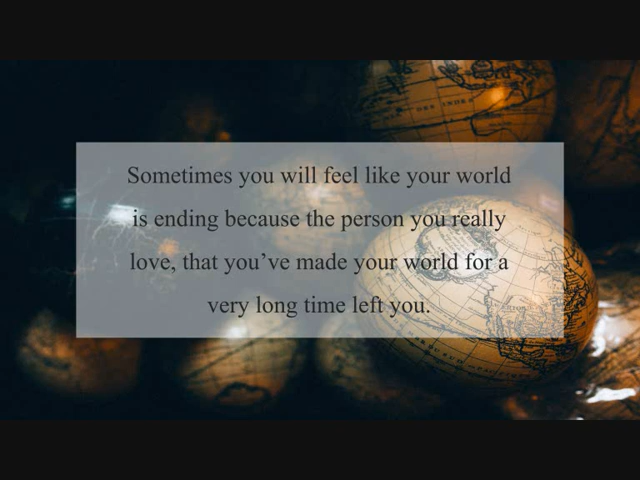 Sometimes you will feel like your world
is ending because the person you really
love, that you’ve made your world for a
very long time left you.